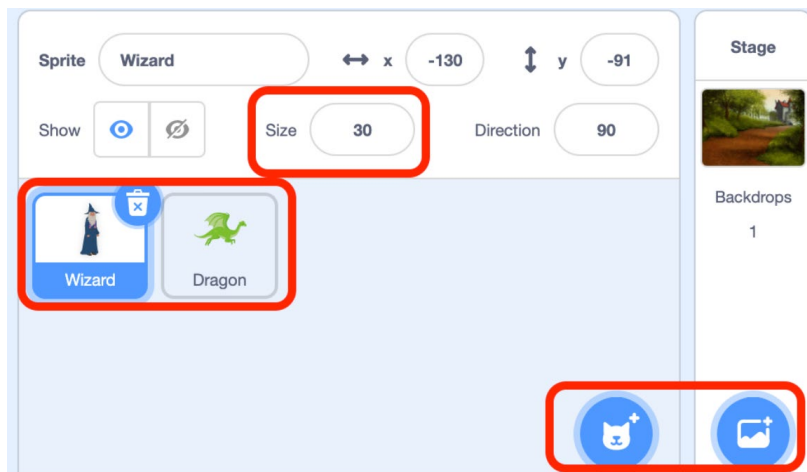 Sprite Wizard x -130 y -91
Show Size 30 Direction 90
Wizard Dragon
Stage
Backdrops
1